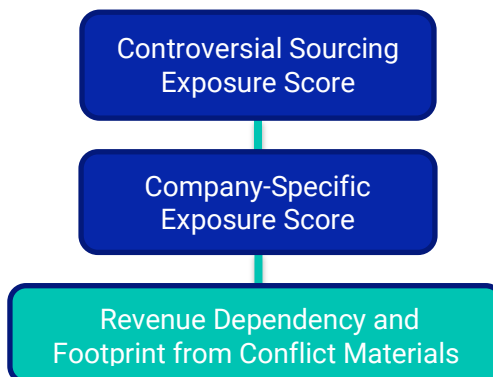 Controversial Sourcing
Exposure Score
Company-Specific
Exposure Score
Revenue Dependency and
Footprint from Conflict Materials